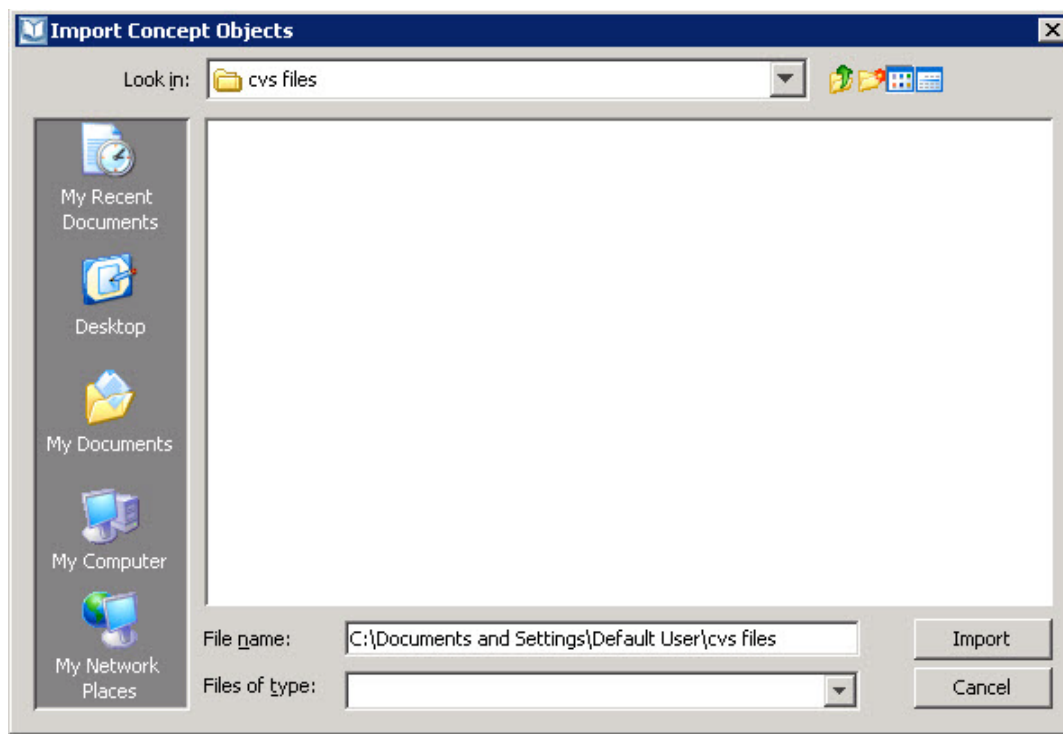 Import Concept Objects
Look in:
cvs files
My Recent
Documents
Desktop
My Documents
My Computer
My Network
Places
File name:
C:\Documents and Settings\Default User\cvs files
Import
Files of type:
Cancel